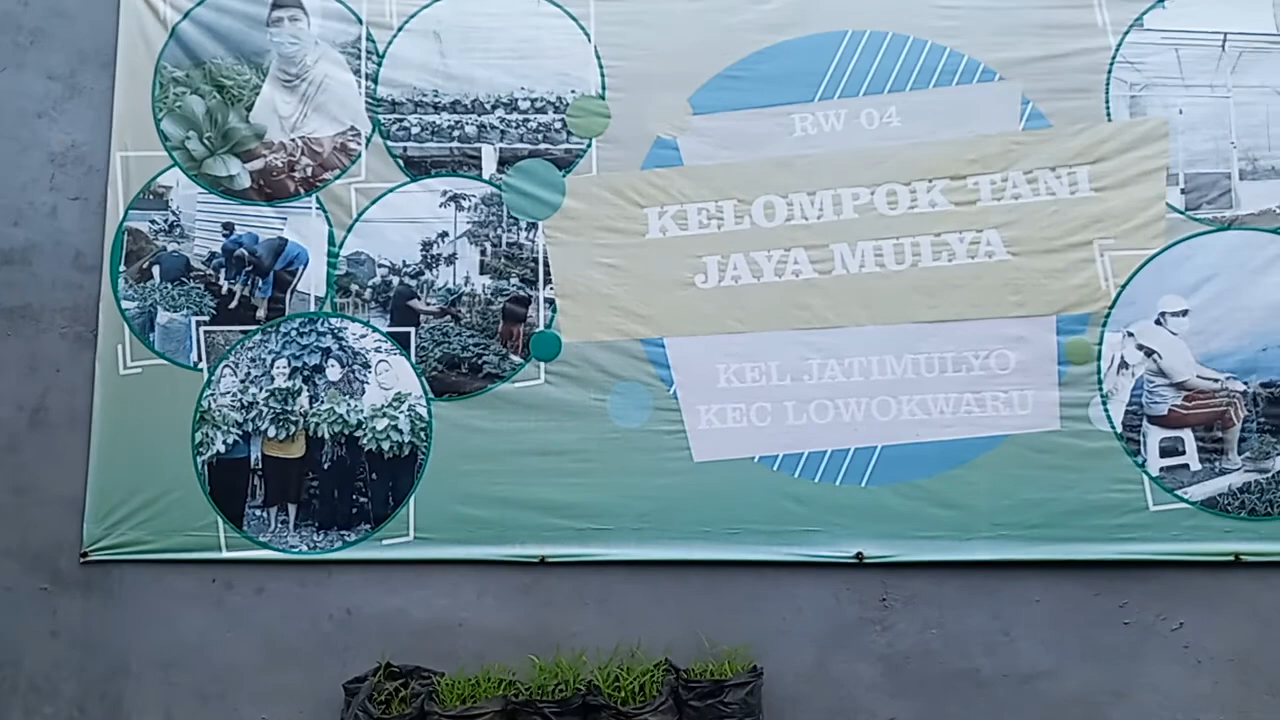 RW 04
KELOMPOK TANI
JAYA MULYA
KEL JATIMULYO
KEC LOWOKWARU